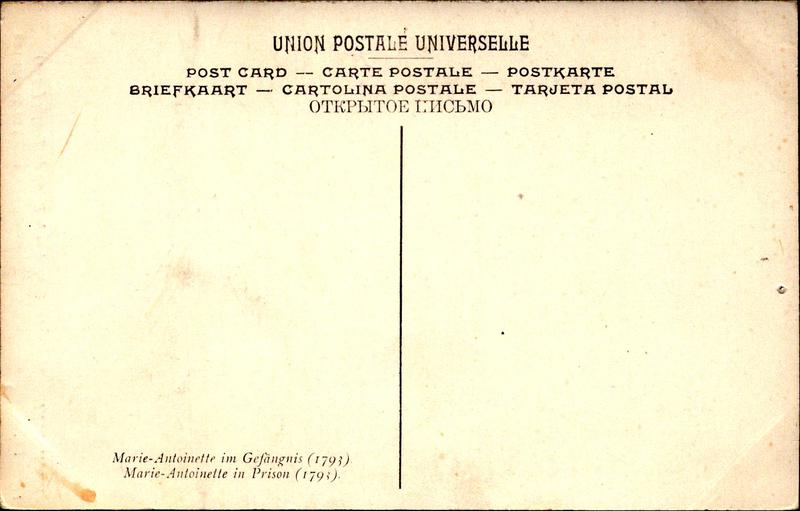 UNION POSTALE UNIVERSELLE
POST CARD — CARTE POSTALE — POSTKARTE
BRIEFKAART — CARTOLINA POSTALE — TARJETA POSTAL
ОТКРЫТОЕ ПИСЬМО
Marie-Antoinette im Gefängnis (1793)
Marie-Antoinette in Prison (1793).